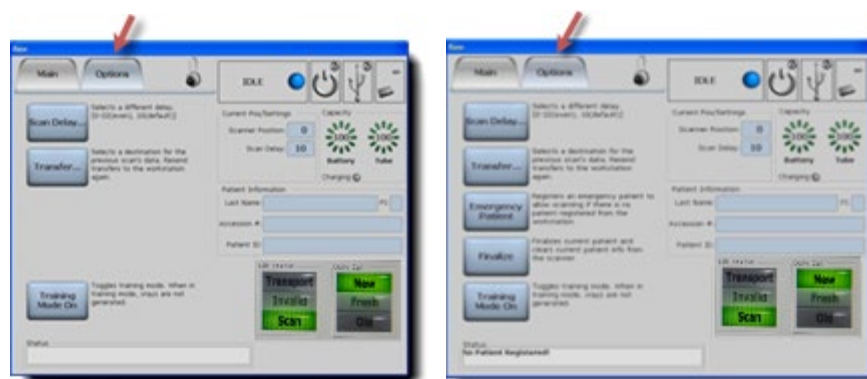 Main
Options
IDLE
Scan Delay...
Selects a different delay.
Current Pos/Settings
Capacity
Scanner Position
0
Scan Delay
10
100
100
Battery
Tube
Charging
Transfer...
Selects a destination for the
previous scan's data. Resend
transfers to the workstation
again.
Patient Information
Last Name
Accession #
Patient ID
Transport
Invalid
Scan
New
Fresh
Old
Training
Mode On
Toggles training mode. When in
training mode, xrays are not
generated.
Status
Main
Options
IDLE
Scan Delay...
Selects a different delay.
Current Pos/Settings
Capacity
Scanner Position
0
Scan Delay
10
100
100
Battery
Tube
Charging
Transfer...
Selects a destination for the
previous scan's data. Resend
transfers to the workstation
again.
Patient Information
Last Name
Accession #
Patient ID
Emergency
Patient
Registers an emergency patient to
allow scanning if there is no
patient registered from the
workstation
Finalize
Finalizes current patient and
clears current patient info from
the scanner
Transport
Invalid
Scan
New
Fresh
Old
Training
Mode On
Toggles training mode. When in
training mode, xrays are not
generated.
Status
No Patient Registered!